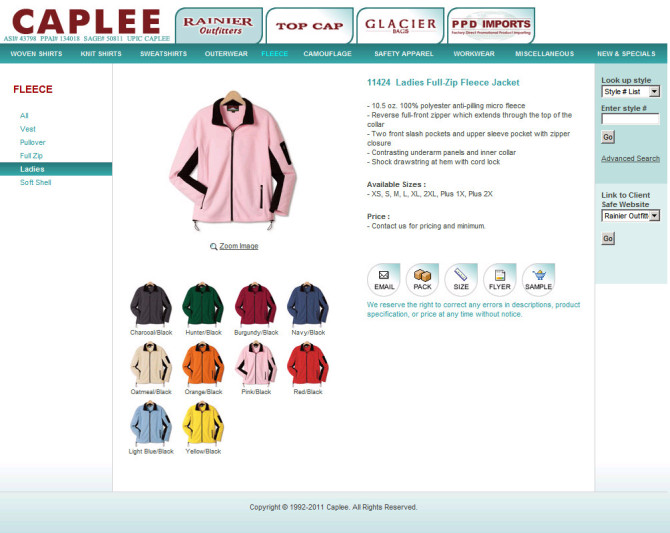 CAPLEE
ASI# 43798 PPAI# 154018 SAGE# 50811 UPIC CAPLEE
RAINIER
Outfitters
TOP CAP
GLACIER
BAGS
PPD IMPORTS
Factory Direct Promotional Product Importing
WOVEN SHIRTS KNIT SHIRTS SWEATSHIRTS OUTERWEAR FLEECE CAMOUFLAGE SAFETY APPAREL WORKWEAR MISCELLANEOUS NEW & SPECIALS
FLEECE
All
Vest
Pullover
Full Zip
Ladies
Soft Shell
Zoom Image
Charcoal/Black Hunter/Black Burgundy/Black Navy/Black
Oatmeal/Black Orange/Black Pink/Black Red/Black
Light Blue/Black Yellow/Black
11424 Ladies Full-Zip Fleece Jacket
- 10.5 oz. 100% polyester anti-pilling micro fleece
- Reverse full-front zipper which extends through the top of the
collar
- Two front slash pockets and upper sleeve pocket with zipper
closure
- Contrasting underarm panels and inner collar
- Shock drawstring at hem with cord lock
Available Sizes :
- XS, S, M, L, XL, 2XL, Plus 1X, Plus 2X
Price :
- Contact us for pricing and minimum.
EMAIL PACK SIZE FLYER SAMPLE
We reserve the right to correct any errors in descriptions, product
specification, or price at any time without notice.
Look up style
Style # List
Enter style #
Go
Advanced Search
Link to Client
Safe Website
Rainier Outfitt
Go
Copyright © 1992-2011 Caplee. All Rights Reserved.